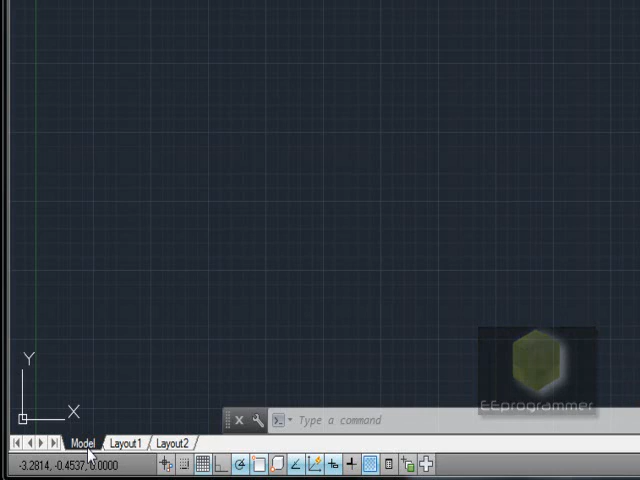 Y
X
EEprogrammer
Type a command
Model Layout1 Layout2
-3.2814, -0.4537, 0.0000